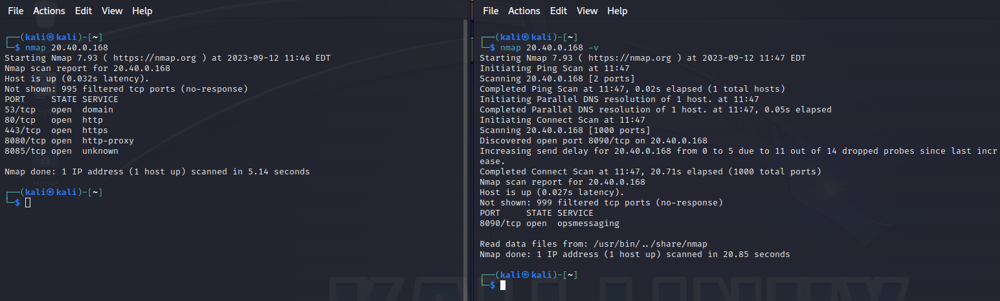 File Actions Edit View Help
┌──(kali㉿kali)-[~]
└─$ nmap 20.40.0.168
Starting Nmap 7.93 ( https://nmap.org ) at 2023-09-12 11:46 EDT
Nmap scan report for 20.40.0.168
Host is up (0.032s latency).
Not shown: 995 filtered tcp ports (no-response)
PORT     STATE SERVICE
53/tcp   open  domain
80/tcp   open  http
443/tcp  open  https
8080/tcp open  http-proxy
8085/tcp open  unknown
Nmap done: 1 IP address (1 host up) scanned in 5.14 seconds
┌──(kali㉿kali)-[~]
└─$
File Actions Edit View Help
┌──(kali㉿kali)-[~]
└─$ nmap 20.40.0.168 -v
Starting Nmap 7.93 ( https://nmap.org ) at 2023-09-12 11:47 EDT
Initiating Ping Scan at 11:47
Scanning 20.40.0.168 [2 ports]
Completed Ping Scan at 11:47, 0.02s elapsed (1 total hosts)
Initiating Parallel DNS resolution of 1 host. at 11:47
Completed Parallel DNS resolution of 1 host. at 11:47, 0.05s elapsed
Initiating Connect Scan at 11:47
Scanning 20.40.0.168 [1000 ports]
Discovered open port 8090/tcp on 20.40.0.168
Increasing send delay for 20.40.0.168 from 0 to 5 due to 11 out of 14 dropped probes since last incr
ease.
Completed Connect Scan at 11:47, 20.71s elapsed (1000 total ports)
Nmap scan report for 20.40.0.168
Host is up (0.027s latency).
Not shown: 999 filtered tcp ports (no-response)
PORT     STATE SERVICE
8090/tcp open  opsmessaging
Read data files from: /usr/bin/../share/nmap
Nmap done: 1 IP address (1 host up) scanned in 20.85 seconds
┌──(kali㉿kali)-[~]
└─$
Home